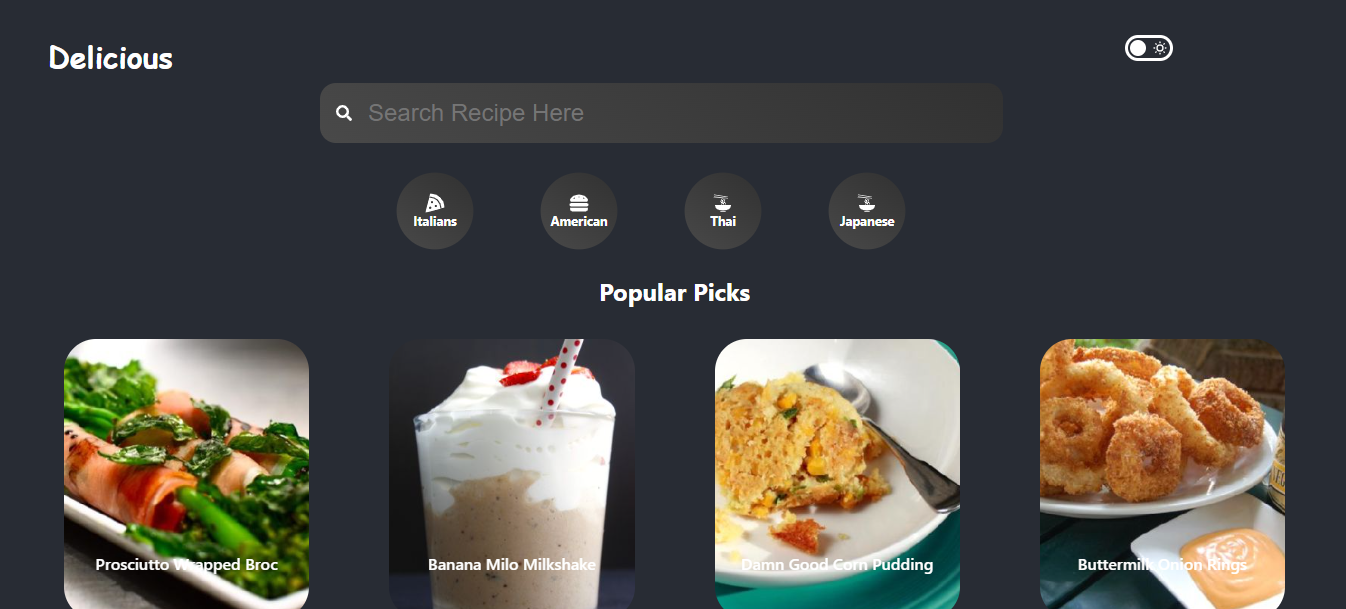 Delicious
Search Recipe Here
Italians
American
Thai
Japanese
Popular Picks
Prosciutto Wrapped Broc
Banana Milo Milkshake
Damn Good Corn Pudding
Buttermilk Onion Rings